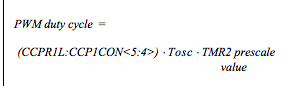 PWM duty cycle =
(CCPR1L:CCP1CON<5:4>) · Tosc · TMR2 prescale
value